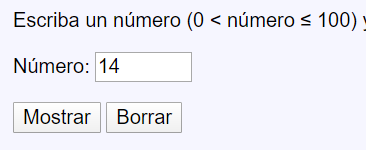 Escriba un número (0 < número ≤ 100) y
Número: 14
Mostrar Borrar